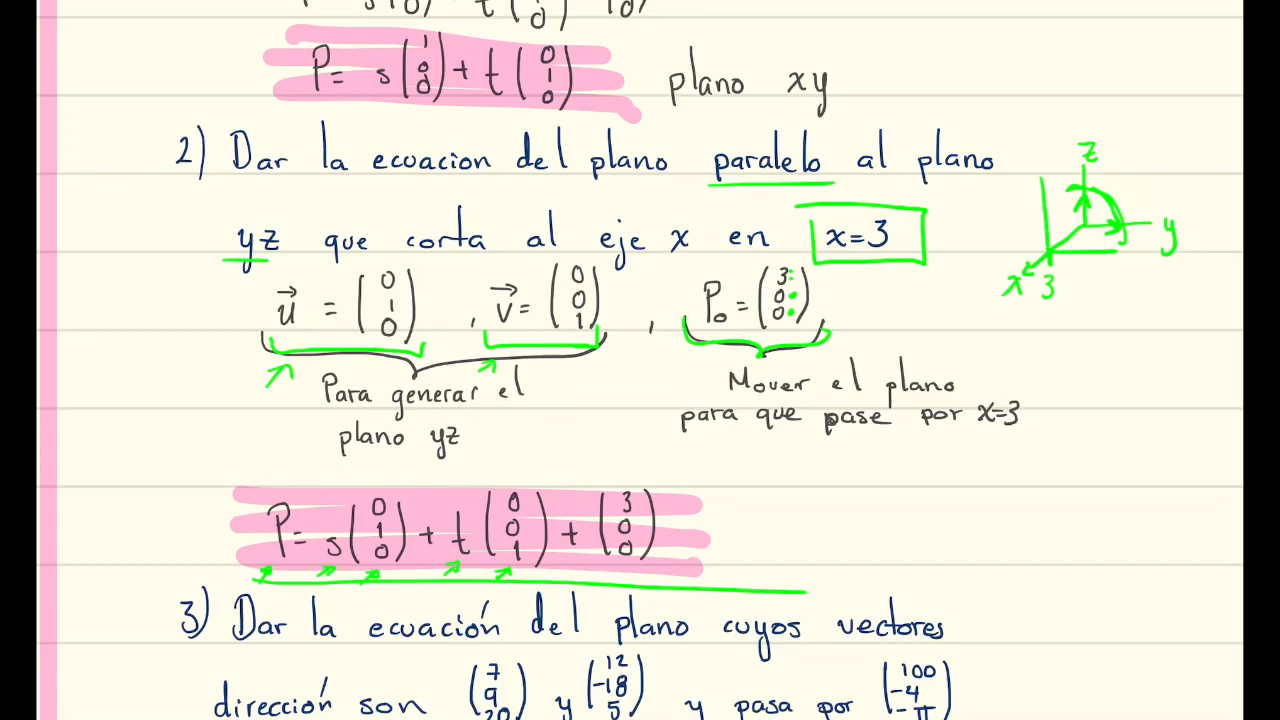 P = s(1 0 0) + t(0 1 0) plano xy
2) Dar la ecuacion del plano paralelo al plano
yz que corta al eje x en x=3
u = (0 1 0), v = (0 0 1), P₀ = (3 0 0)
Para generar el
plano yz
Mover el plano
para que pase por x=3
z
y
x 3
P = s(0 1 0) + t(0 0 1) + (3 0 0)
3) Dar la ecuación del plano cuyos vectores
dirección son (7 9 20) y (12 -18 5) y pasa por (100 -4 -π)